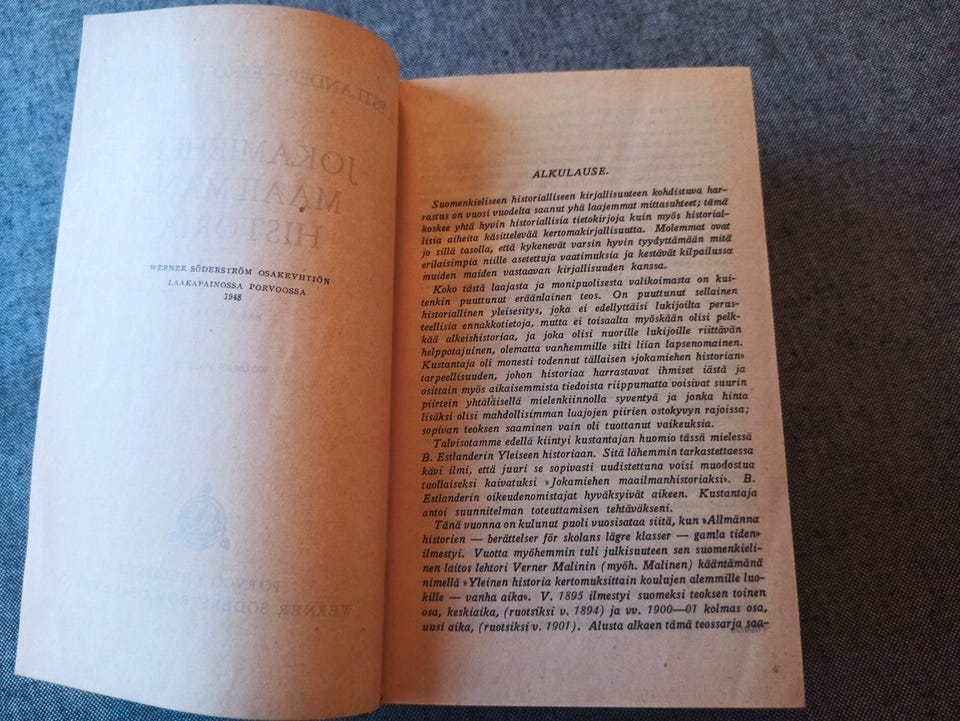 WERNER SÖDERSTRÖM OSAKEYHTIÖN
LAAKAPAINOSSA PORVOOSSA
1948
ALKULAUSE.
Suomenkieliseen historialliseen kirjallisuuteen kohdistuva har-
rastus on vuosi vuodelta saanut yhä laajemmat mittasuhteet; tämä
koskee yhtä hyvin historiallisia tietokirjoja kuin myös historial-
lisia aiheita käsittelevää kertomakirjallisuutta. Molemmat ovat
jo sillä tasolla, että kykenevät varsin hyvin tyydyttämään mitä
erilaisimpia niille asetettuja vaatimuksia ja kestävät kilpailussa
muiden maiden vastaavan kirjallisuuden kanssa.
Koko tästä laajasta ja monipuolisesta valikoimasta on kui-
tenkin puuttunut eräänlainen teos. On puuttunut sellainen
historiallinen yleisesitys, joka ei edellyttäisi lukijoilta perus-
teellisia ennakkotietoja, mutta ei toisaalta myöskään olisi pelk-
kää alkeishistoriaa, ja joka olisi nuorille lukijoille riittävän
helppotajuinen, olematta vanhemmille silti liian lapsenomainen.
Kustantaja oli monesti todennut tällaisen »jokamiehen historian»
tarpeellisuuden, johon historiaa harrastavat ihmiset iästä ja
osittain myös aikaisemmista tiedoista riippumatta voisivat suurin
piirtein yhtäläisellä mielenkiinnolla syventyä ja jonka hinta
lisäksi olisi mahdollisimman laajojen piirien ostokyvyn rajoissa;
sopivan teoksen saaminen vain oli tuottanut vaikeuksia.
Talvisotamme edellä kiintyi kustantajan huomio tässä mielessä
B. Estlanderin Yleiseen historiaan. Sitä lähemmin tarkastettaessa
kävi ilmi, että juuri se sopivasti uudistettuna voisi muodostua
tuollaiseksi kaivatuksi »Jokamiehen maailmanhistoriaksi». B.
Estlanderin oikeudenomistajat hyväksyivät aikeen. Kustantaja
antoi suunnitelman toteuttamisen tehtäväkseni.
Tänä vuonna on kulunut puoli vuosisataa siitä, kun »Allmänna
historien — berättelser för skolans lägre klasser — gamla tiden»
ilmestyi. Vuotta myöhemmin tuli julkisuuteen sen suomenkieli-
nen laitos lehtori Verner Malinin (myöh. Malinen) kääntämänä
nimellä »Yleinen historia kertomuksittain koulujen alemmille luo-
kille — vanha aika». V. 1895 ilmestyi suomeksi teoksen toinen
osa, keskiaika, (ruotsiksi v. 1894) ja vv. 1900—01 kolmas osa,
uusi aika, (ruotsiksi v. 1901). Alusta alkaen tämä teossarja saa-